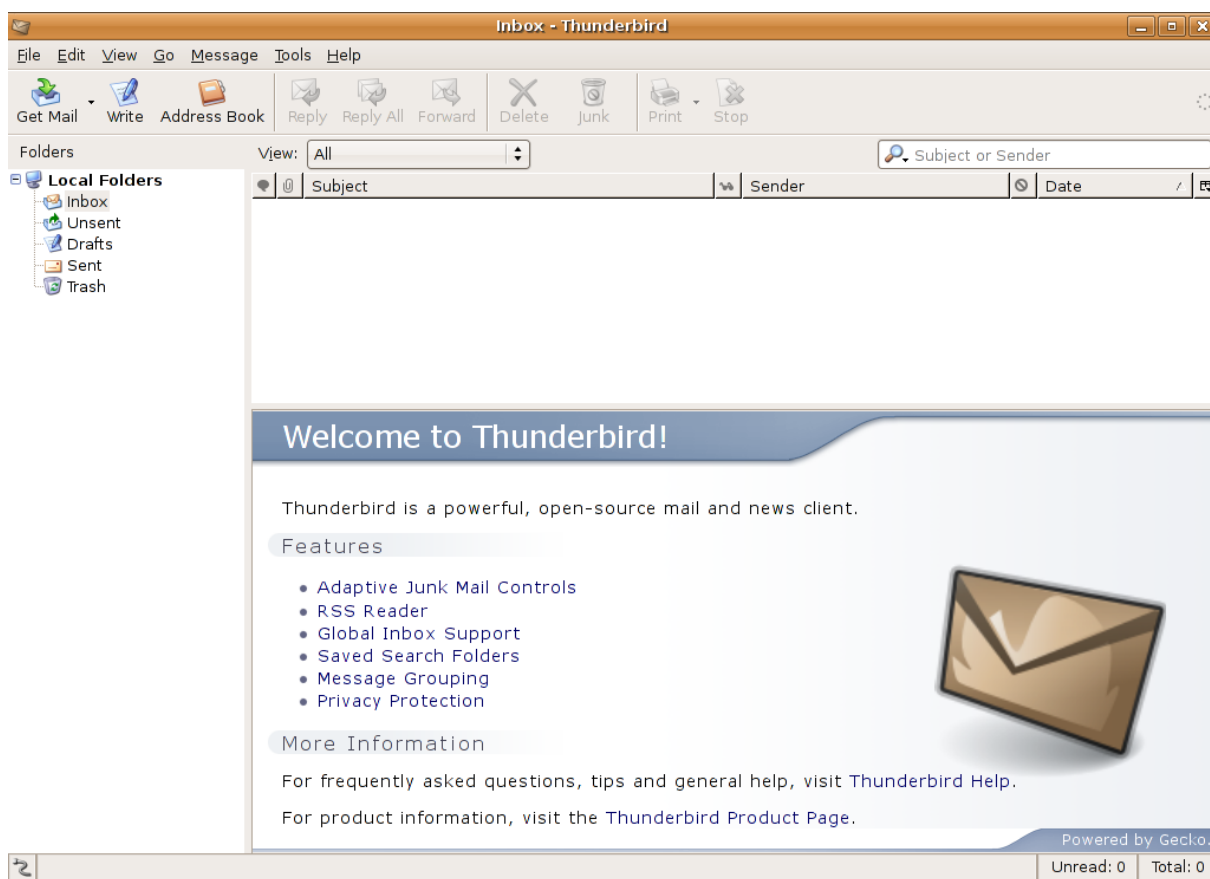 Inbox - Thunderbird
File Edit View Go Message Tools Help
Get Mail Write Address Book Reply Reply All Forward Delete Junk Print Stop
Folders View: All Subject or Sender
Local Folders Subject Sender Date
Inbox
Unsent
Drafts
Sent
Trash
Welcome to Thunderbird!
Thunderbird is a powerful, open-source mail and news client.
Features
Adaptive Junk Mail Controls
RSS Reader
Global Inbox Support
Saved Search Folders
Message Grouping
Privacy Protection
More Information
For frequently asked questions, tips and general help, visit Thunderbird Help.
For product information, visit the Thunderbird Product Page.
Powered by Gecko.
Unread: 0 Total: 0